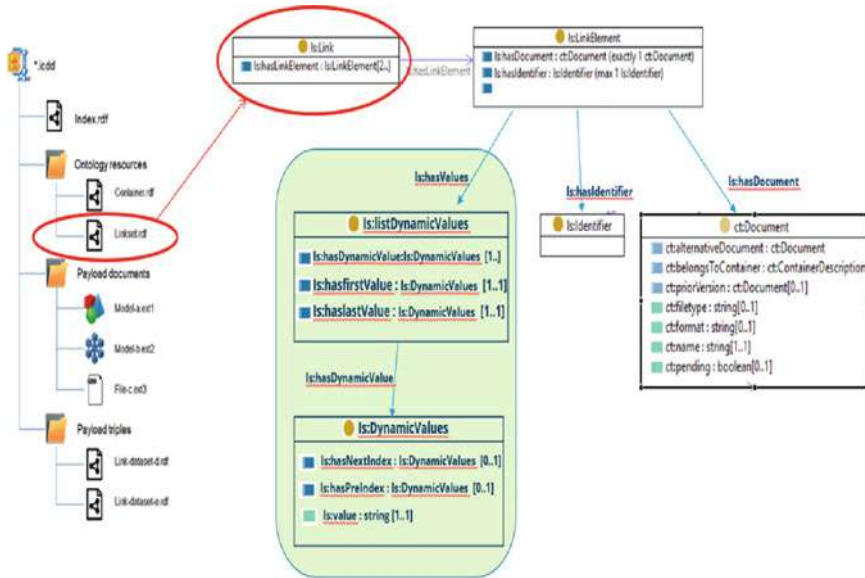 *.icdd
Index.rdf
Ontology resources
Container.rdf
Linkset.rdf
Payload documents
Model-a.ext1
Model-b.ext2
File-c.ext3
Payload triples
Link-dataset-d.rdf
Link-dataset-e.rdf
ls:Link
ls:hasLinkElement : ls:LinkElement[2..]
ls:hasLinkElement
ls:LinkElement
ls:hasDocument : ct:Document (exactly 1 ct:Document)
ls:hasIdentifier : ls:Identifier (max 1 ls:Identifier)
ls:hasValues
ls:hasIdentifier
ls:hasDocument
ls:listDynamicValues
ls:hasDynamicValue:ls:DynamicValues [1..]
ls:hasfirstValue : ls:DynamicValues [1..1]
ls:haslastValue : ls:DynamicValues [1..1]
ls:hasDynamicValue
ls:DynamicValues
ls:hasNextIndex : ls:DynamicValues [0..1]
ls:hasPreIndex : ls:DynamicValues [0..1]
ls:value : string [1..1]
ls:Identifier
ct:Document
ct:alternativeDocument : ct:Document
ct:belongsToContainer : ct:ContainerDescription
ct:priorVersion : ct:Document[0..1]
ct:filetype : string[0..1]
ct:format : string[0..1]
ct:name : string[1..1]
ct:pending : boolean[0..1]